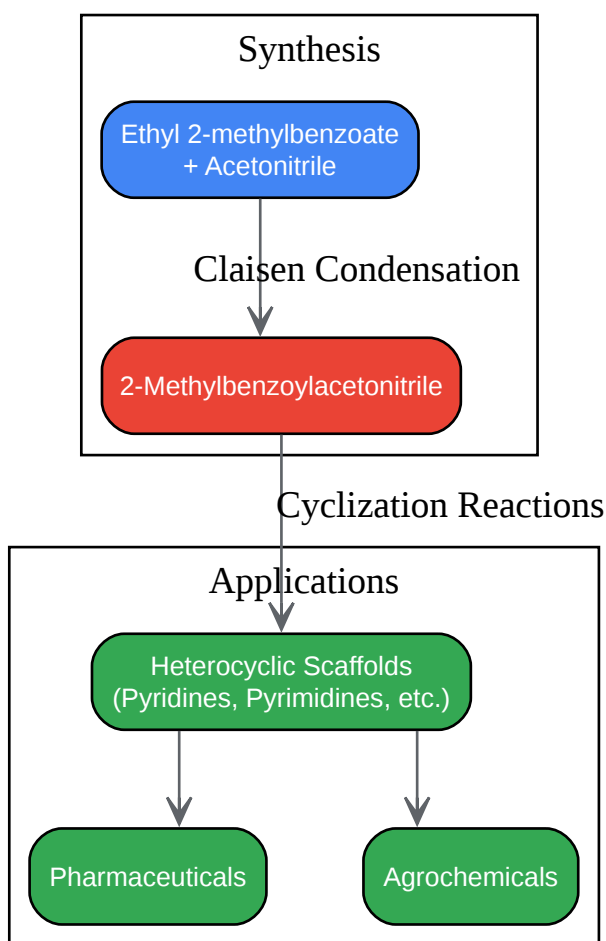 Synthesis
Ethyl 2-methylbenzoate
+ Acetonitrile
Claisen Condensation
2-Methylbenzoylacetonitrile
Cyclization Reactions
Applications
Heterocyclic Scaffolds
(Pyridines, Pyrimidines, etc.)
Pharmaceuticals
Agrochemicals